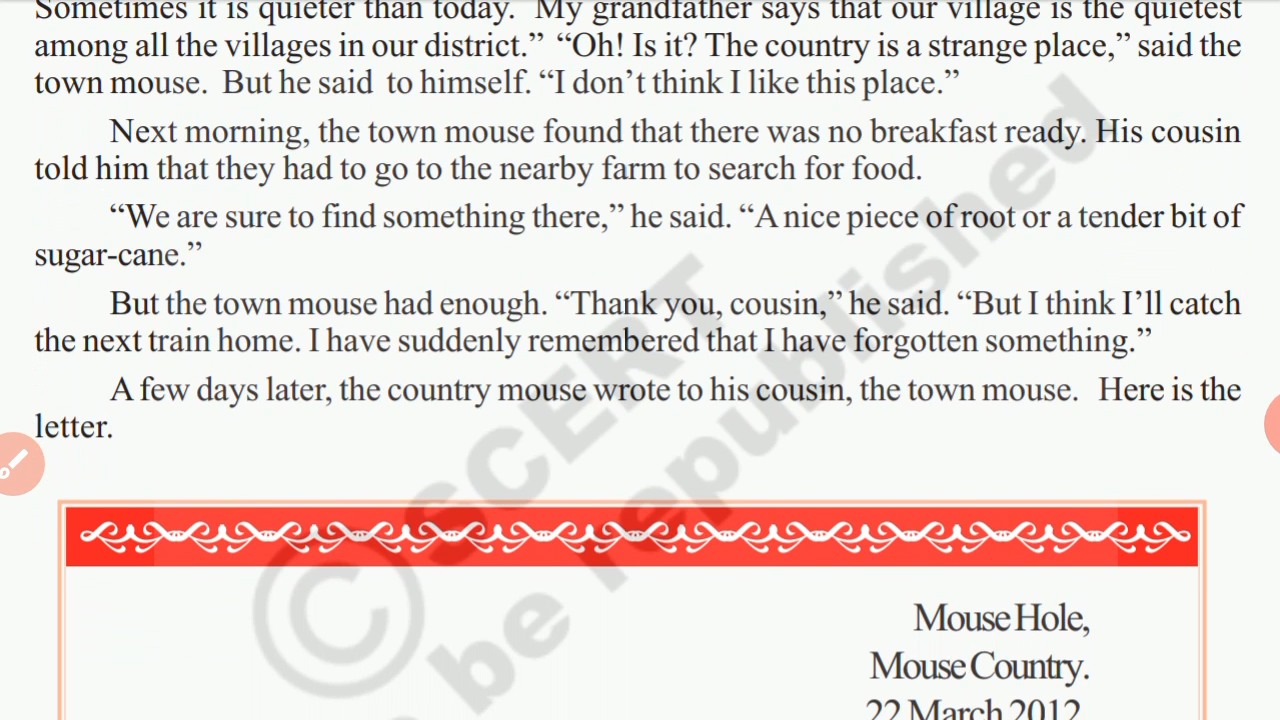 Sometimes it is quieter than today. My grandfather says that our village is the quietest
among all the villages in our district.” “Oh! Is it? The country is a strange place,” said the
town mouse. But he said to himself. “I don’t think I like this place.”
Next morning, the town mouse found that there was no breakfast ready. His cousin
told him that they had to go to the nearby farm to search for food.
“We are sure to find something there,” he said. “A nice piece of root or a tender bit of
sugar-cane.”
But the town mouse had enough. “Thank you, cousin,” he said. “But I think I’ll catch
the next train home. I have suddenly remembered that I have forgotten something.”
A few days later, the country mouse wrote to his cousin, the town mouse. Here is the
letter.
© SCERT
be republished
Mouse Hole,
Mouse Country.
22 March 2012